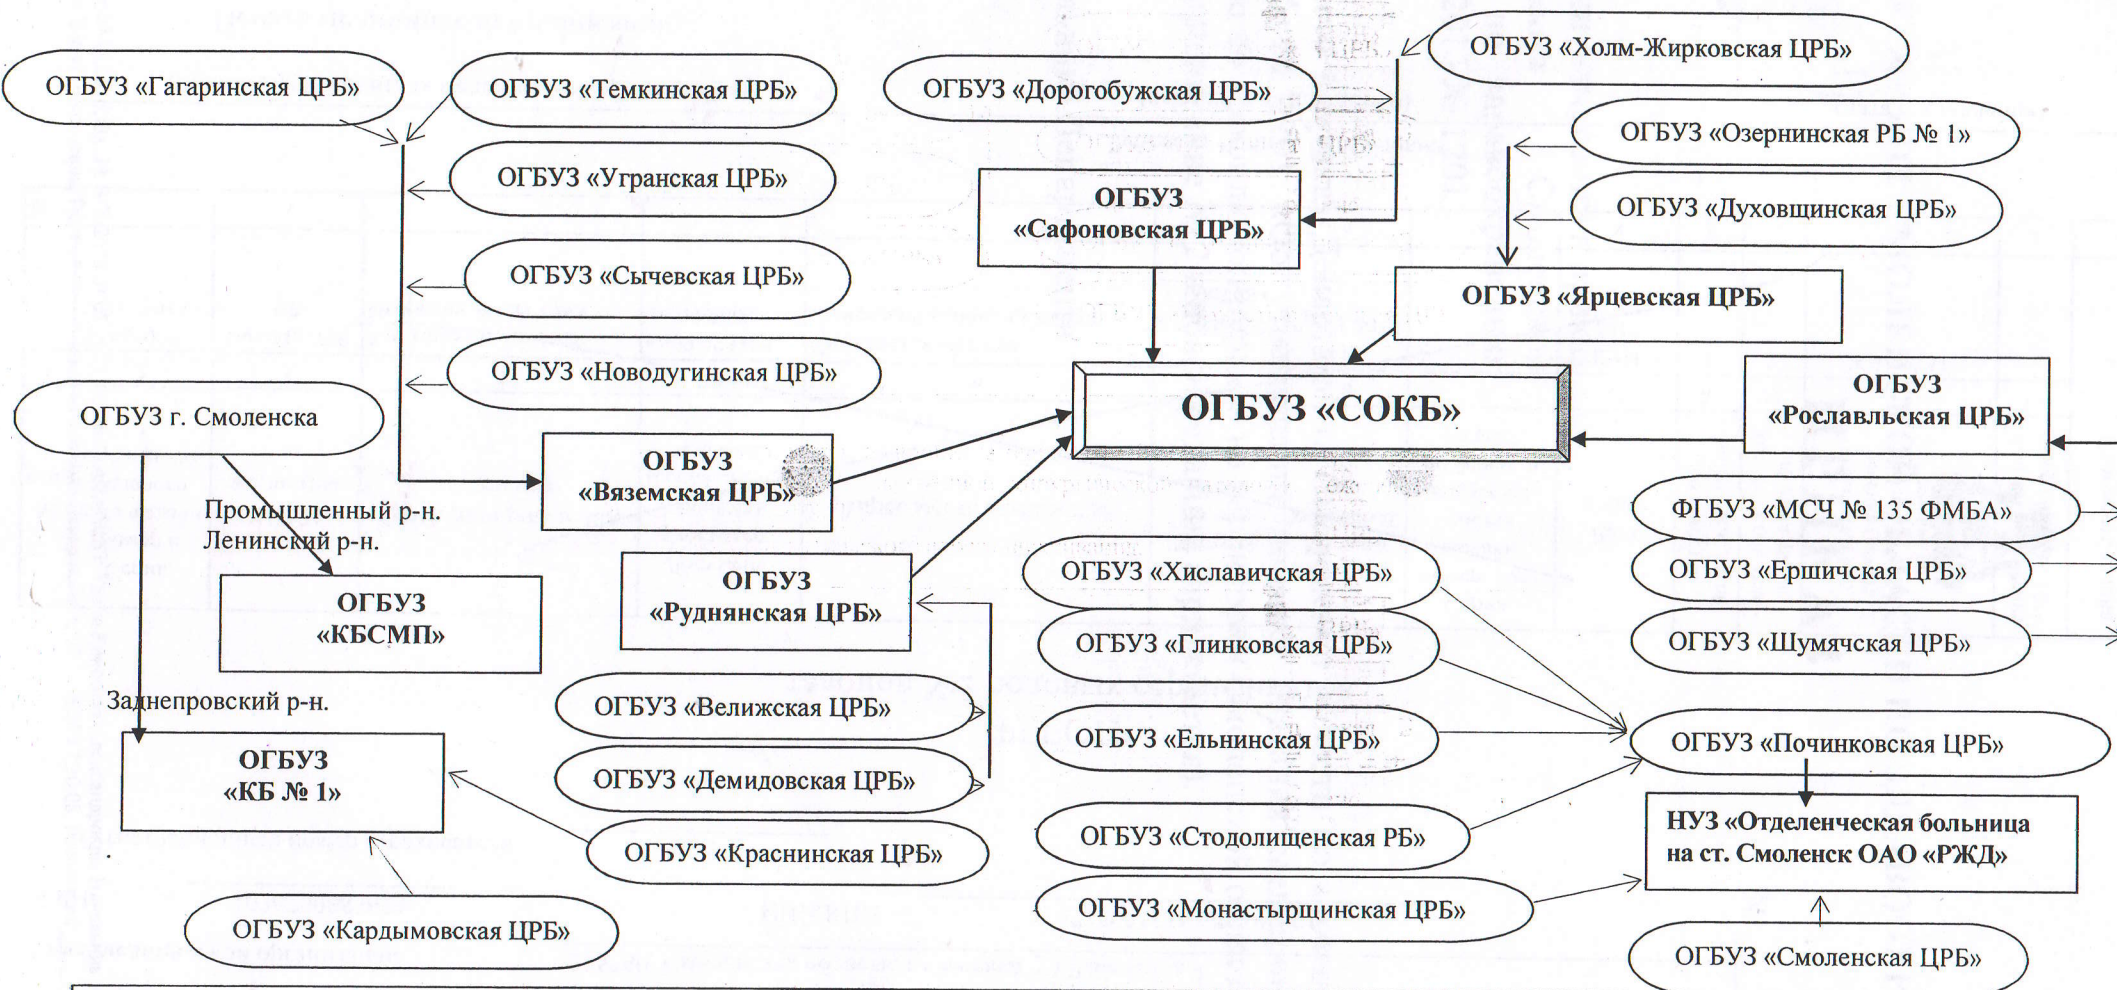 ОГБУЗ «Холм-Жирковская ЦРБ»
ОГБУЗ «Гагаринская ЦРБ»
ОГБУЗ «Темкинская ЦРБ»
ОГБУЗ «Дорогобужская ЦРБ»
ОГБУЗ «Озернинская РБ № 1»
ОГБУЗ «Угранская ЦРБ»
ОГБУЗ
«Сафоновская ЦРБ»
ОГБУЗ «Духовщинская ЦРБ»
ОГБУЗ «Сычевская ЦРБ»
ОГБУЗ «Ярцевская ЦРБ»
ОГБУЗ «Новодугинская ЦРБ»
ОГБУЗ г. Смоленска
ОГБУЗ «СОКБ»
ОГБУЗ
«Рославльская ЦРБ»
ОГБУЗ
«Вяземская ЦРБ»
Промышленный р-н.
Ленинский р-н.
ФГБУЗ «МСЧ № 135 ФМБА»
ОГБУЗ
«КБСМП»
ОГБУЗ
«Руднянская ЦРБ»
ОГБУЗ «Хиславичская ЦРБ»
ОГБУЗ «Ершичская ЦРБ»
ОГБУЗ «Глинковская ЦРБ»
ОГБУЗ «Шумячская ЦРБ»
Заднепровский р-н.
ОГБУЗ «Велижская ЦРБ»
ОГБУЗ «Ельнинская ЦРБ»
ОГБУЗ «Починковская ЦРБ»
ОГБУЗ
«КБ № 1»
ОГБУЗ «Демидовская ЦРБ»
ОГБУЗ «Стодолищенская РБ»
НУЗ «Отделенческая больница
на ст. Смоленск ОАО «РЖД»
ОГБУЗ «Краснинская ЦРБ»
ОГБУЗ «Монастырщинская ЦРБ»
ОГБУЗ «Кардымовская ЦРБ»
ОГБУЗ «Смоленская ЦРБ»